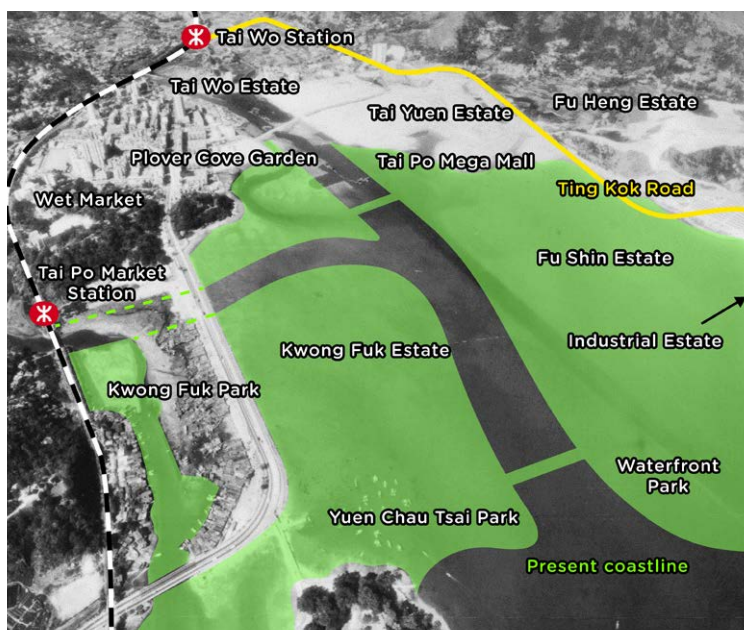 Tai Wo Station
Tai Wo Estate
Tai Yuen Estate
Fu Heng Estate
Plover Cove Garden
Tai Po Mega Mall
Wet Market
Ting Kok Road
Tai Po Market
Station
Fu Shin Estate
Industrial Estate
Kwong Fuk Estate
Kwong Fuk Park
Waterfront
Park
Yuen Chau Tsai Park
Present coastline